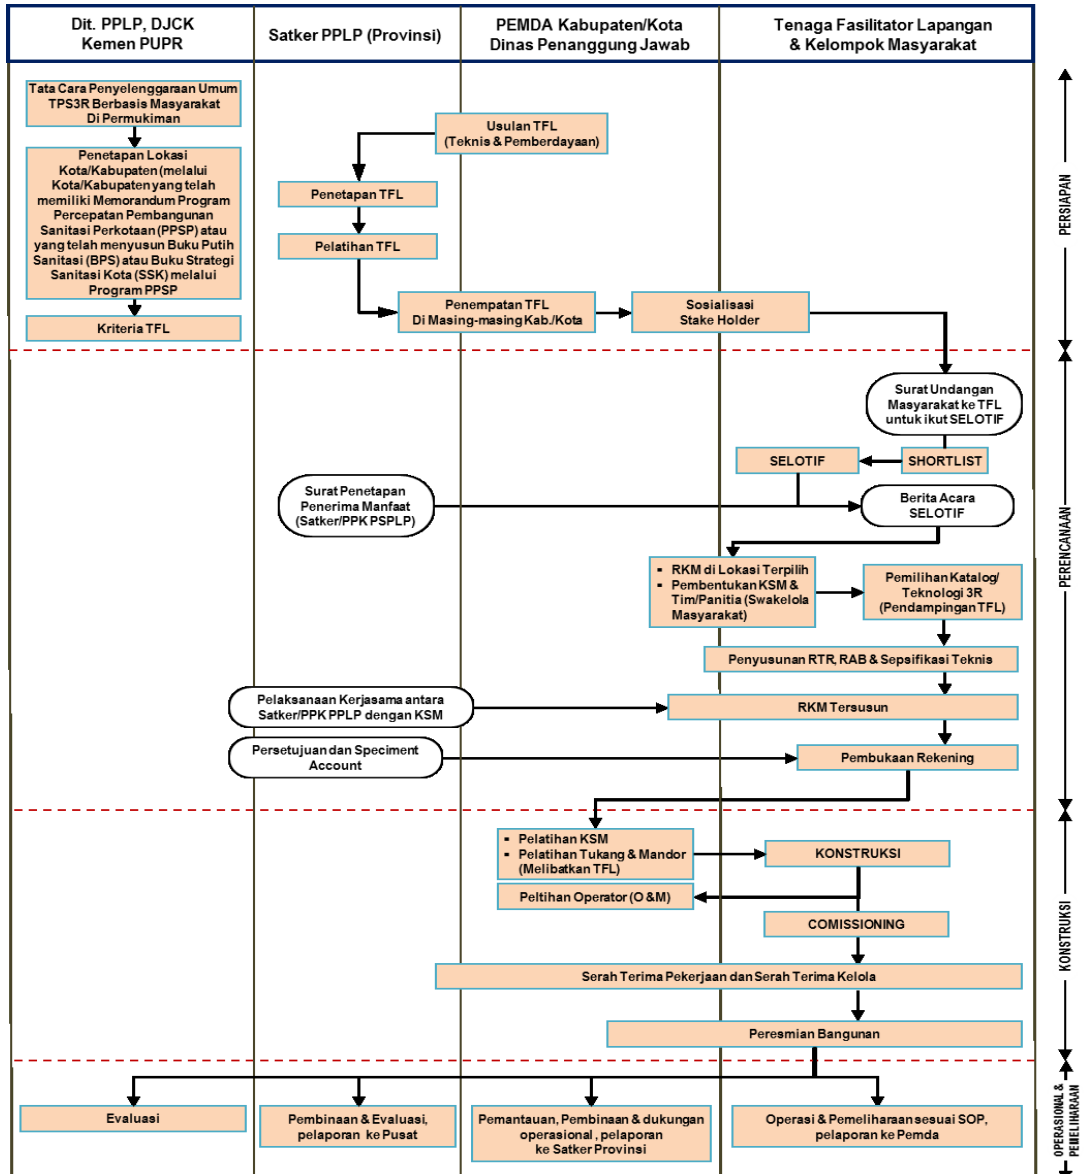 Dit. PPLP, DJCK
Kemen PUPR
Satker PPLP (Provinsi)
PEMDA Kabupaten/Kota
Dinas Penanggung Jawab
Tenaga Fasilitator Lapangan
& Kelompok Masyarakat
Tata Cara Penyelenggaraan Umum
TPS3R Berbasis Masyarakat
Di Permukiman
Penetapan Lokasi
Kota/Kabupaten (melalui
Kota/Kabupaten yang telah
memiliki Memorandum Program
Percepatan Pembangunan
Sanitasi Perkotaan (PPSP) atau
yang telah menyusun Buku Putih
Sanitasi (BPS) atau Buku Strategi
Sanitasi Kota (SSK) melalui
Program PPSP
Kriteria TFL
Usulan TFL
(Teknis & Pemberdayaan)
Penetapan TFL
Pelatihan TFL
Penempatan TFL
Di Masing-masing Kab./Kota
Sosialisasi
Stake Holder
PERSIAPAN
Surat Undangan
Masyarakat ke TFL
untuk ikut SELOTIF
SELOTIF
SHORTLIST
Surat Penetapan
Penerima Manfaat
(Satker/PPK PSPLP)
Berita Acara
SELOTIF
▪ RKM di Lokasi Terpilih
▪ Pembentukan KSM &
Tim/Panitia (Swakelola
Masyarakat)
Pemilihan Katalog/
Teknologi 3R
(Pendampingan TFL)
Penyusunan RTR, RAB & Sepsifikasi Teknis
Pelaksanaan Kerjasama antara
Satker/PPK PPLP dengan KSM
RKM Tersusun
Persetujuan dan Speciment
Account
Pembukaan Rekening
PERENCANAAN
▪ Pelatihan KSM
▪ Pelatihan Tukang & Mandor
(Melibatkan TFL)
KONSTRUKSI
Peltihan Operator (O &M)
COMISSIONING
Serah Terima Pekerjaan dan Serah Terima Kelola
Peresmian Bangunan
KONSTRUKSI
Evaluasi
Pembinaan & Evaluasi,
pelaporan ke Pusat
Pemantauan, Pembinaan & dukungan
operasional , pelaporan
ke Satker Provinsi
Operasi & Pemeliharaan sesuai SOP,
pelaporan ke Pemda
OPERASIONAL &
PEMELIHARAAN